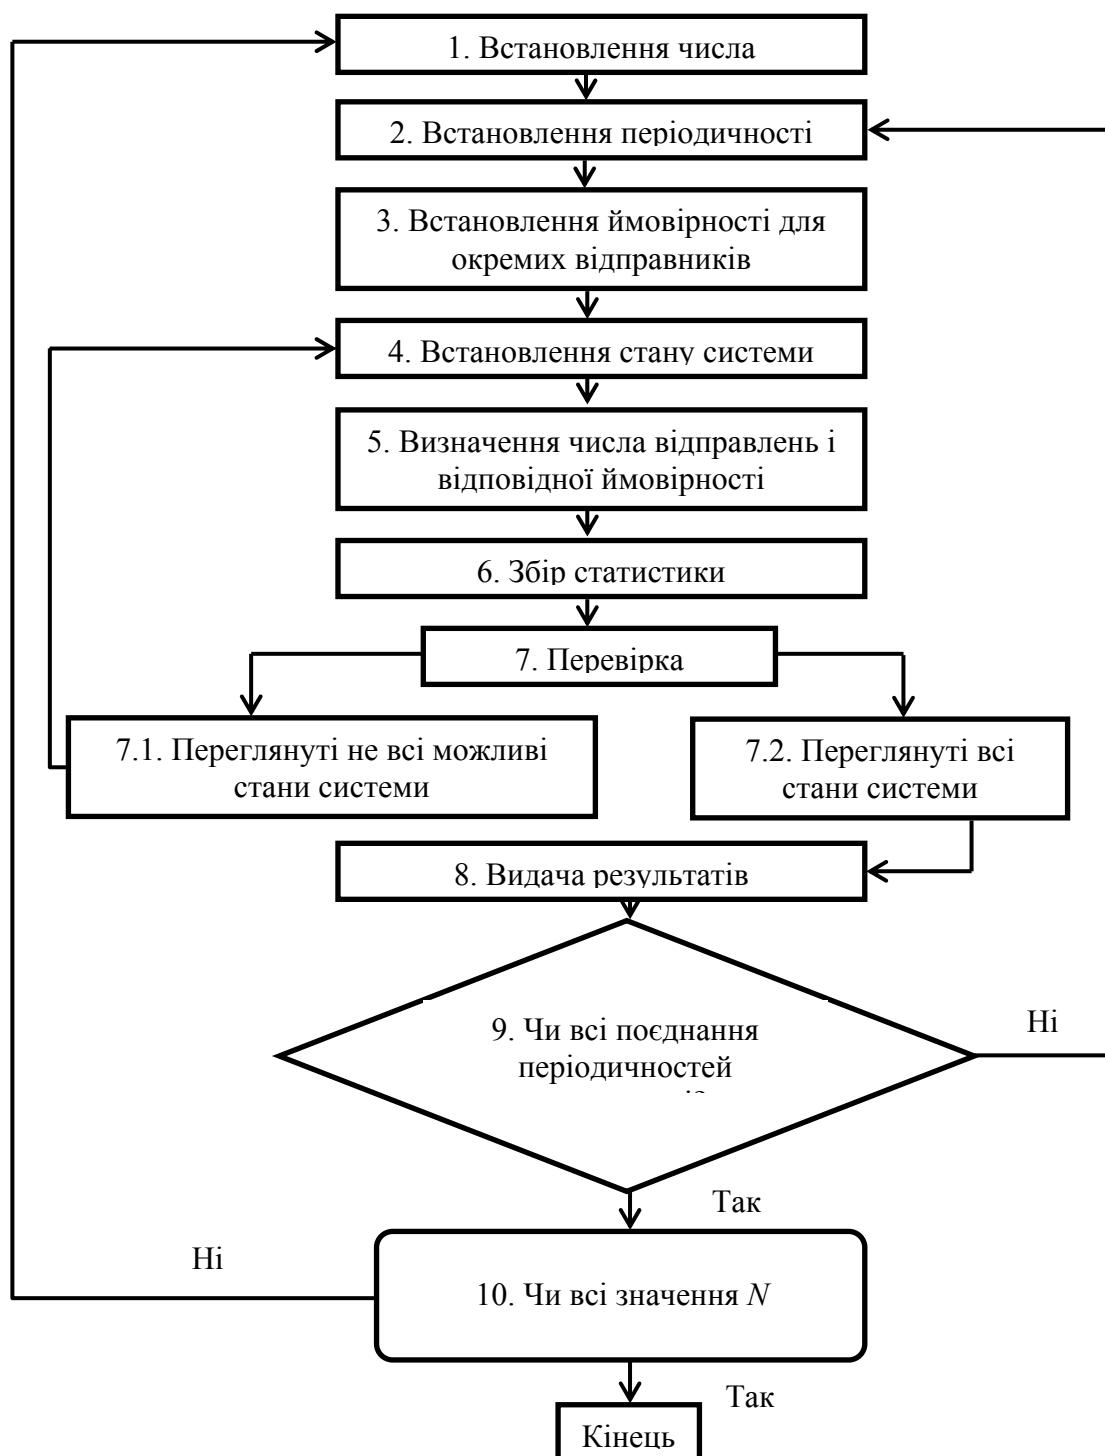 1. Встановлення числа
2. Встановлення періодичності
3. Встановлення ймовірності для
окремих відправників
4. Встановлення стану системи
5. Визначення числа відправлень і
відповідної ймовірності
6. Збір статистики
7. Перевірка
7.1. Переглянуті не всі можливі
стани системи
7.2. Переглянуті всі
стани системи
8. Видача результатів
9. Чи всі поєднання
періодичностей
Ні
Так
Ні
10. Чи всі значення N
Так
Кінець